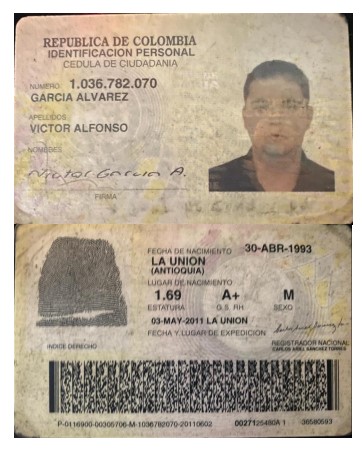 REPUBLICA DE COLOMBIA
IDENTIFICACION PERSONAL
CEDULA DE CIUDADANIA
NUMERO 1.036.782.070
GARCIA ALVAREZ
APELLIDOS
VICTOR ALFONSO
NOMBRES
Victor Garcia A.
FIRMA
FECHA DE NACIMIENTO 30-ABR-1993
LA UNION
(ANTIOQUIA)
LUGAR DE NACIMIENTO
1.69 A+ M
ESTATURA G.S. RH SEXO
03-MAY-2011 LA UNION
FECHA Y LUGAR DE EXPEDICION
INDICE DERECHO
REGISTRADOR NACIONAL
CARLOS ARIEL SANCHEZ TORRES
P-0116900-00305706-M-1036782070-20110602 0027125480A 1 36580593